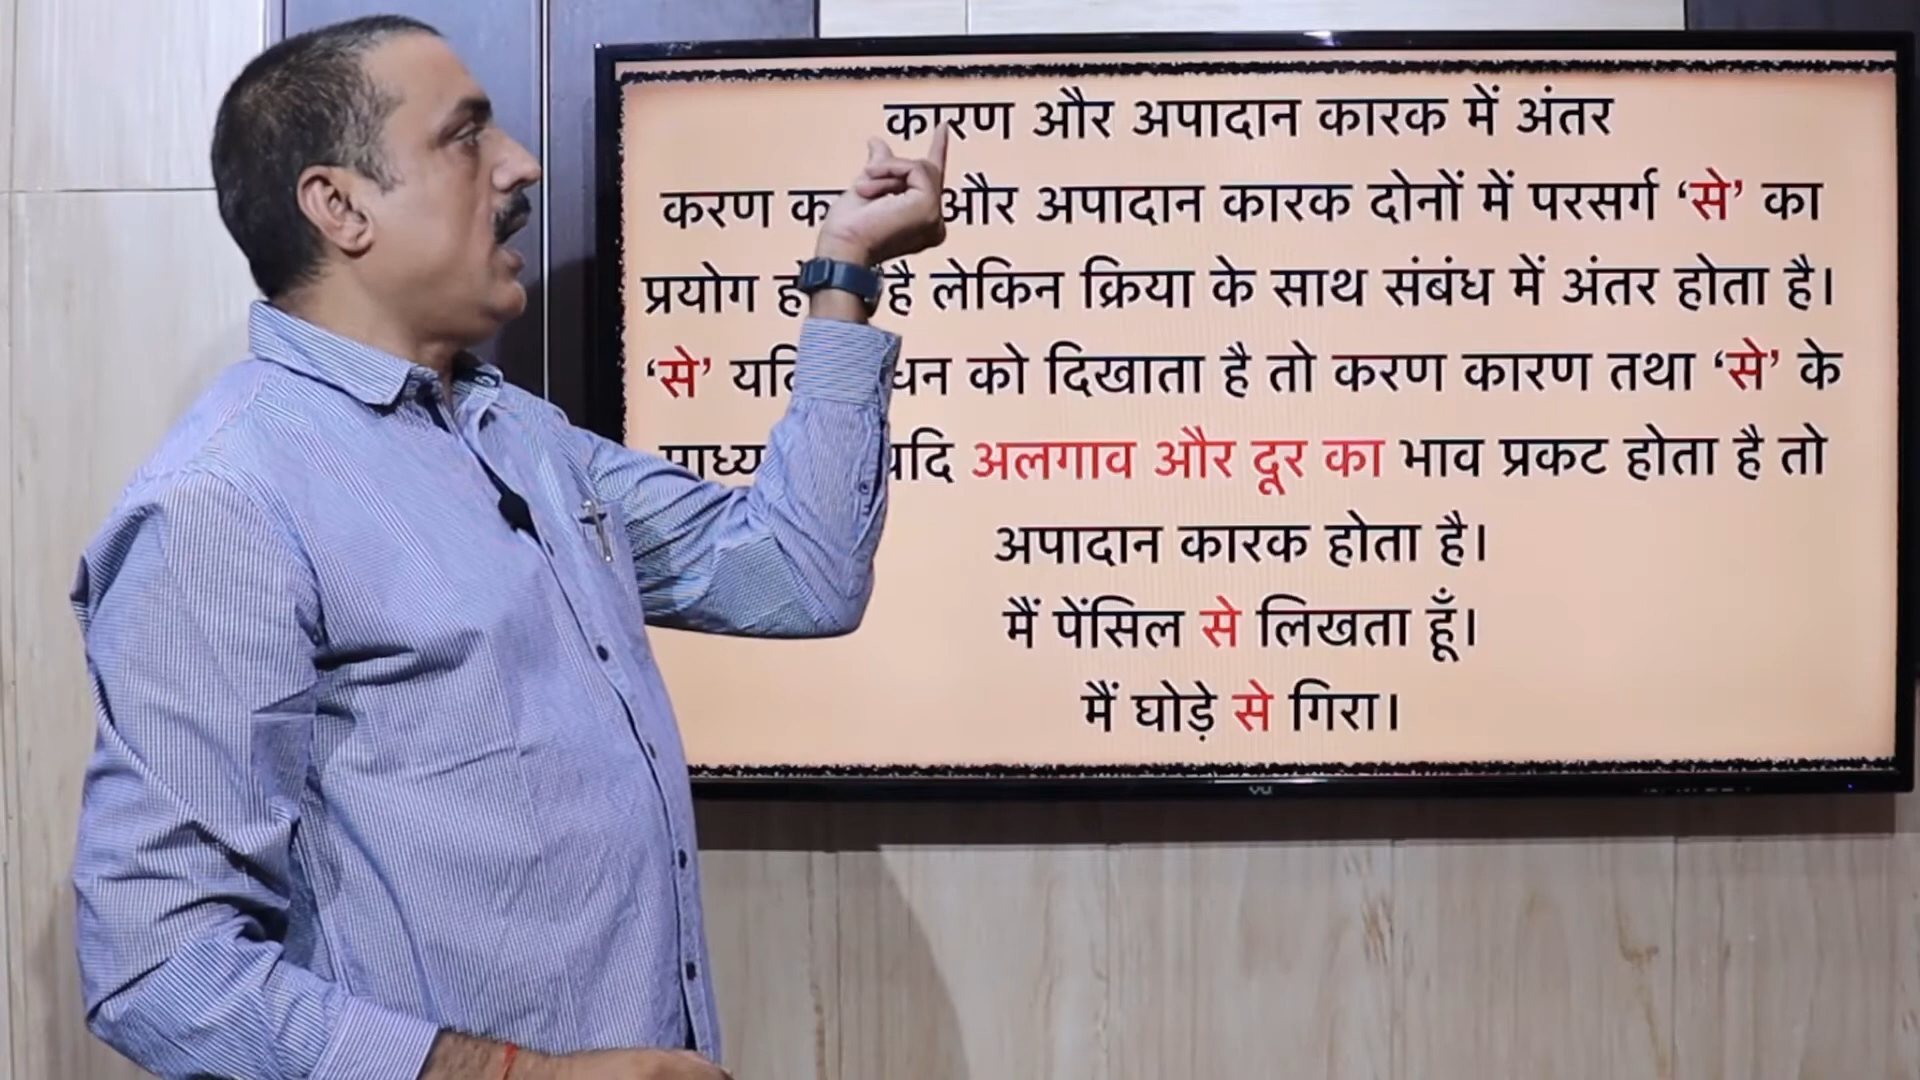 कारण और अपादान कारक में अंतर
करण और अपादान कारक दोनों में परसर्ग ‘से’ का
प्रयोग है लेकिन क्रिया के साथ संबंध में अंतर होता है।
‘से’ को दिखाता है तो करण कारण तथा ‘से’ के
यदि अलगाव और दूर का भाव प्रकट होता है तो
अपादान कारक होता है।
मैं पेंसिल से लिखता हूँ।
मैं घोड़े से गिरा।